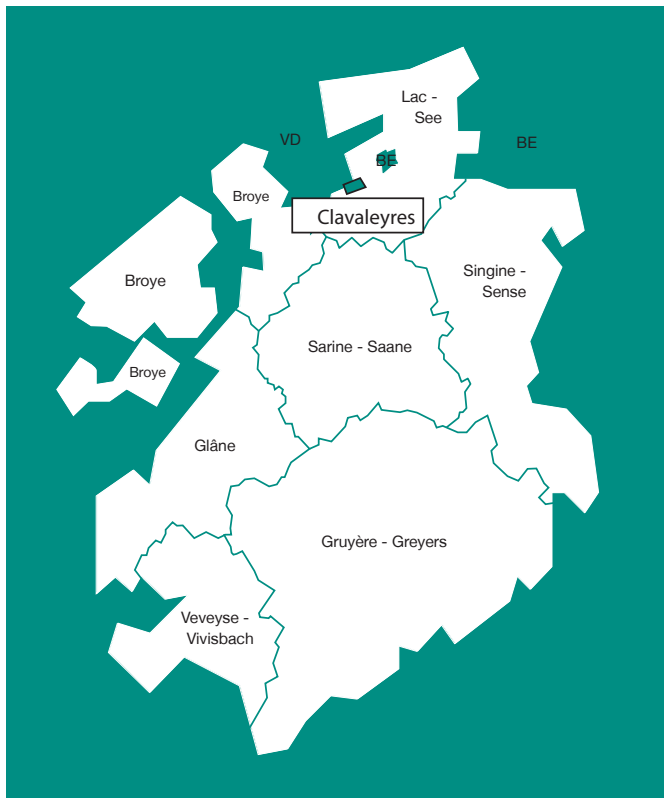 Lac -
See
VD
BE
BE
Broye
Clavaleyres
Broye
Singine -
Sense
Sarine - Saane
Broye
Glâne
Gruyère - Greyers
Veveyse -
Vivisbach